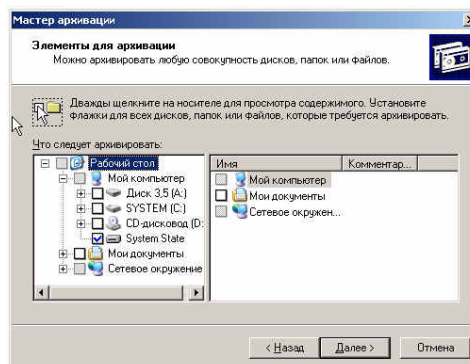 Мастер архивации
Элементы для архивации
Можно архивировать любую совокупность дисков, папок или файлов.
Дважды щелкните на носителе для просмотра содержимого. Установите
флажки для всех дисков, папок или файлов, которые требуется архивировать.
Что следует архивировать:
Рабочий стол
Мой компьютер
Диск 3,5 (A:)
SYSTEM (C:)
CD-дисковод (D:
System State
Мои документы
Сетевое окружение
Имя Комментар...
Мой компьютер
Мои документы
Сетевое окружен...
< Назад Далее > Отмена